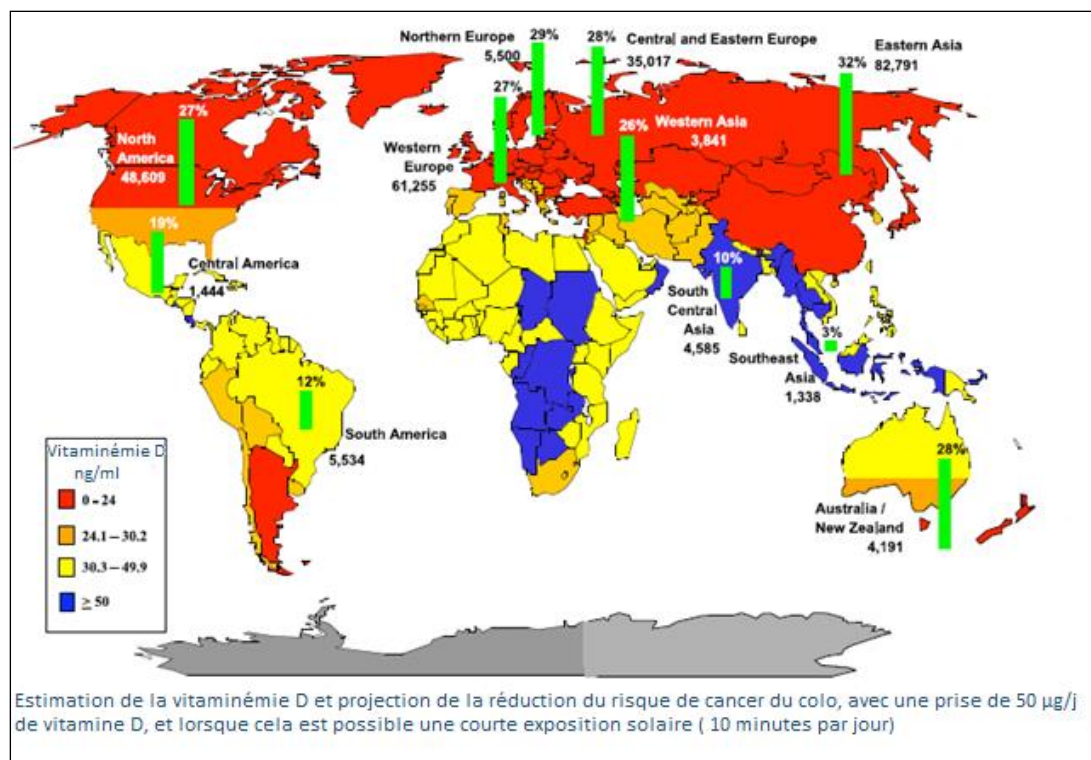 29%
Northern Europe
5,500
28%
Central and Eastern Europe
35,017
Eastern Asia
32% 82,791
27%
27%
North
America
48,609
Western
Europe
61,255
26% Western Asia
3,841
19%
Central America
1,444
10%
South
Central
Asia
4,585
3%
Southeast
Asia
1,338
12%
South America
5,534
28%
Australia /
New Zealand
4,191
Vitaminémie D
ng/ml
0 - 24
24.1 – 30.2
30.3 – 49.9
≥ 50
Estimation de la vitaminémie D et projection de la réduction du risque de cancer du colo, avec une prise de 50 µg/j
de vitamine D, et lorsque cela est possible une courte exposition solaire ( 10 minutes par jour)